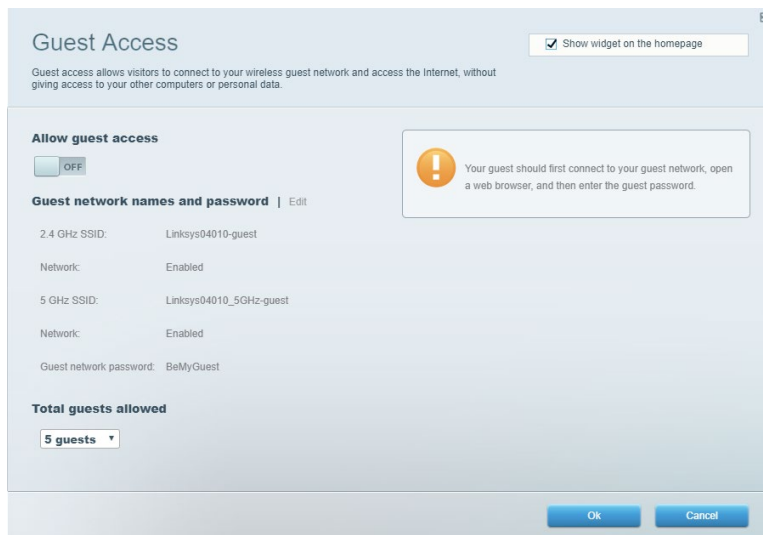 Guest Access
Show widget on the homepage
Guest access allows visitors to connect to your wireless guest network and access the Internet, without
giving access to your other computers or personal data.
Allow guest access
OFF
Your guest should first connect to your guest network, open
a web browser, and then enter the guest password.
Guest network names and password | Edit
2.4 GHz SSID: Linksys04010-guest
Network: Enabled
5 GHz SSID: Linksys04010_5GHz-guest
Network: Enabled
Guest network password: BeMyGuest
Total guests allowed
5 guests
Ok Cancel